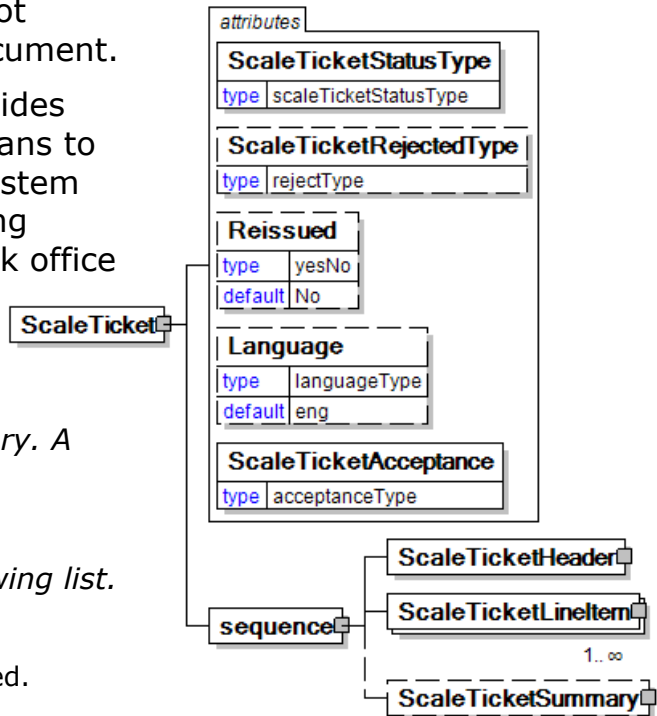 ot
cument.
ides
ans to
stem
ng
k office
ry. A
ving list.
ed.
attributes
ScaleTicketStatusType
type scaleTicketStatusType
ScaleTicketRejectedType
type rejectType
Reissued
type yesNo
default No
Language
type languageType
default eng
ScaleTicketAcceptance
type acceptanceType
ScaleTicket
sequence
ScaleTicketHeader
ScaleTicketLineItem
1.. ∞
ScaleTicketSummary